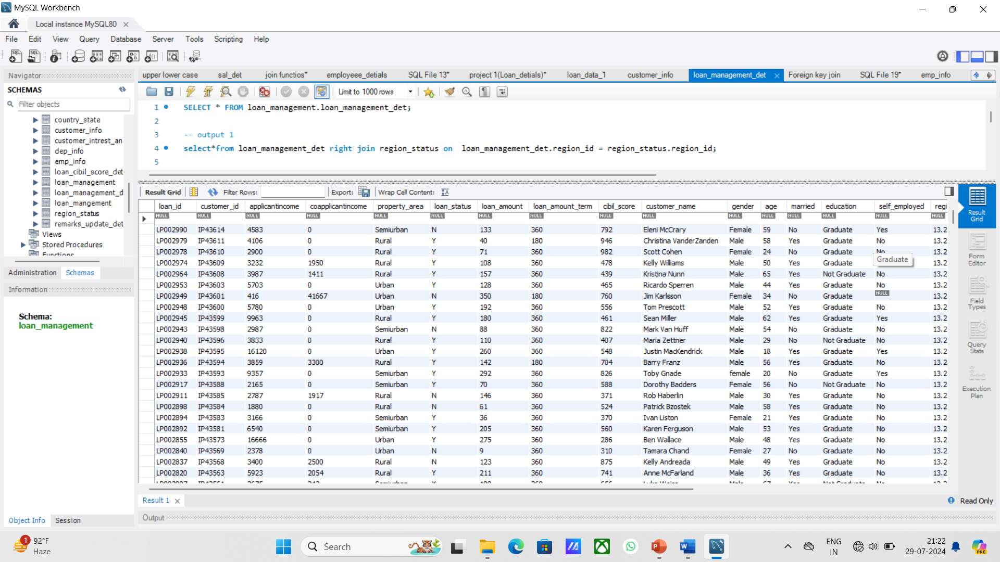 MySQL Workbench
Local instance MySQL80
File Edit View Query Database Server Tools Scripting Help
Navigator
SCHEMAS
Filter objects
country_state
customer_info
customer_intrest_an
dep_info
emp_info
loan_cibil_score_det
loan_management
loan_management_d
loan_mangement
region_status
remarks_update_det
Views
Stored Procedures
Functions
Administration Schemas
Information
Schema:
loan_management
Object Info Session
upper lower case sal_det join functios* employeee_detials SQL File 13* project 1(Loan_detials)* loan_data_1 customer_info loan_management_det Foreign key join SQL File 19* emp_info
Limit to 1000 rows
1 SELECT * FROM loan_management.loan_management_det;
2
3 -- output 1
4 select*from loan_management_det right join region_status on loan_management_det.region_id = region_status.region_id;
5
Result Grid Filter Rows: Export: Wrap Cell Content:
loan_id customer_id applicantincome coapplicantincome property_area loan_status loan_amount loan_amount_term cibil_score customer_name gender age married education self_employed regi
NULL NULL NULL NULL NULL NULL NULL NULL NULL NULL NULL NULL NULL NULL NULL NULL
LP002990 IP43614 4583 0 Semiurban N 133 360 792 Eleni McCrary Female 59 No Graduate Yes 13.2
LP002979 IP43611 4106 0 Rural Y 40 180 946 Christina VanderZanden Male 58 Yes Graduate No 13.2
LP002978 IP43610 2900 0 Rural Y 71 360 982 Scott Cohen Female 24 No Graduate No 13.2
LP002974 IP43609 3232 1950 Rural Y 108 360 478 Kelly Williams Male 50 Yes Graduate Graduate 13.2
LP002964 IP43608 3987 1411 Rural Y 157 360 439 Kristina Nunn Male 65 Yes Not Graduate No 13.2
LP002953 IP43603 5703 0 Urban Y 128 360 465 Ricardo Sperren Male 44 Yes Graduate No 13.2
LP002949 IP43601 416 41667 Urban N 350 180 760 Jim Karlsson Female 34 No Graduate NULL 13.2
LP002948 IP43600 5780 0 Urban Y 192 360 556 Tom Prescott Male 52 Yes Graduate No 13.2
LP002945 IP43599 9963 0 Rural Y 180 360 461 Sean Miller Male 62 Yes Graduate Yes 13.2
LP002943 IP43598 2987 0 Semiurban N 88 360 822 Mark Van Huff Male 54 No Graduate No 13.2
LP002940 IP43596 3833 0 Rural Y 110 360 407 Maria Zettner Male 29 No Not Graduate No 13.2
LP002938 IP43595 16120 0 Urban Y 260 360 548 Justin MacKendrick Male 18 Yes Graduate Yes 13.2
LP002936 IP43594 3859 3300 Rural Y 142 180 704 Barry Franz Male 56 Yes Graduate No 13.2
LP002933 IP43593 9357 0 Semiurban Y 292 360 826 Toby Gnade female 20 No Graduate Yes 13.2
LP002917 IP43588 2165 0 Semiurban Y 70 360 588 Dorothy Badders Female 56 No Not Graduate No 13.2
LP002911 IP43585 2787 1917 Rural N 146 360 371 Rob Haberlin Male 30 Yes Graduate No 13.2
LP002898 IP43584 1880 0 Rural N 61 360 524 Patrick Bzostek Male 58 Yes Graduate No 13.2
LP002894 IP43583 3166 0 Semiurban Y 36 360 370 Ivan Liston Female 21 Yes Graduate No 13.2
LP002892 IP43581 6540 0 Semiurban Y 205 360 560 Karen Ferguson Male 53 Yes Graduate No 13.2
LP002855 IP43573 16666 0 Urban Y 275 360 286 Ben Wallace Male 48 Yes Graduate No 13.2
LP002840 IP43569 2378 0 Urban N 9 360 310 Tamara Chand Female 27 No Graduate No 13.2
LP002837 IP43568 3400 2500 Rural N 123 360 875 Kelly Andreada Male 49 Yes Graduate No 13.2
LP002820 IP43563 5923 2054 Rural Y 211 360 741 Anne McFarland Male 36 Yes Graduate No 13.2
Result Grid
Form Editor
Field Types
Query Stats
Execution Plan
Result 1
Read Only
Output
1 92°F
Haze
Search
ENG
IN
21:22
29-07-2024
PRE